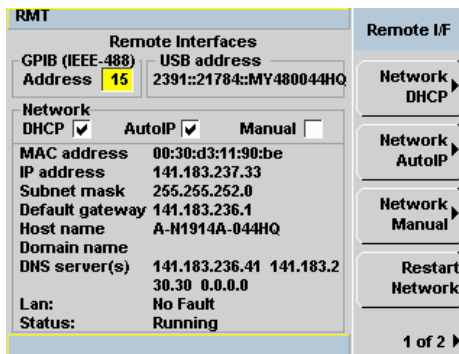 RMT
Remote Interfaces
GPIB (IEEE-488)
Address 15
USB address
2391::21784::MY480044HQ
Network
DHCP AutoIP Manual
MAC address 00:30:d3:11:90:be
IP address 141.183.237.33
Subnet mask 255.255.252.0
Default gateway 141.183.236.1
Host name A-N1914A-044HQ
Domain name
DNS server(s) 141.183.236.41 141.183.2
30.30 0.0.0.0
Lan: No Fault
Status: Running
Remote I/F
Network
DHCP
Network
AutoIP
Network
Manual
Restart
Network
1 of 2